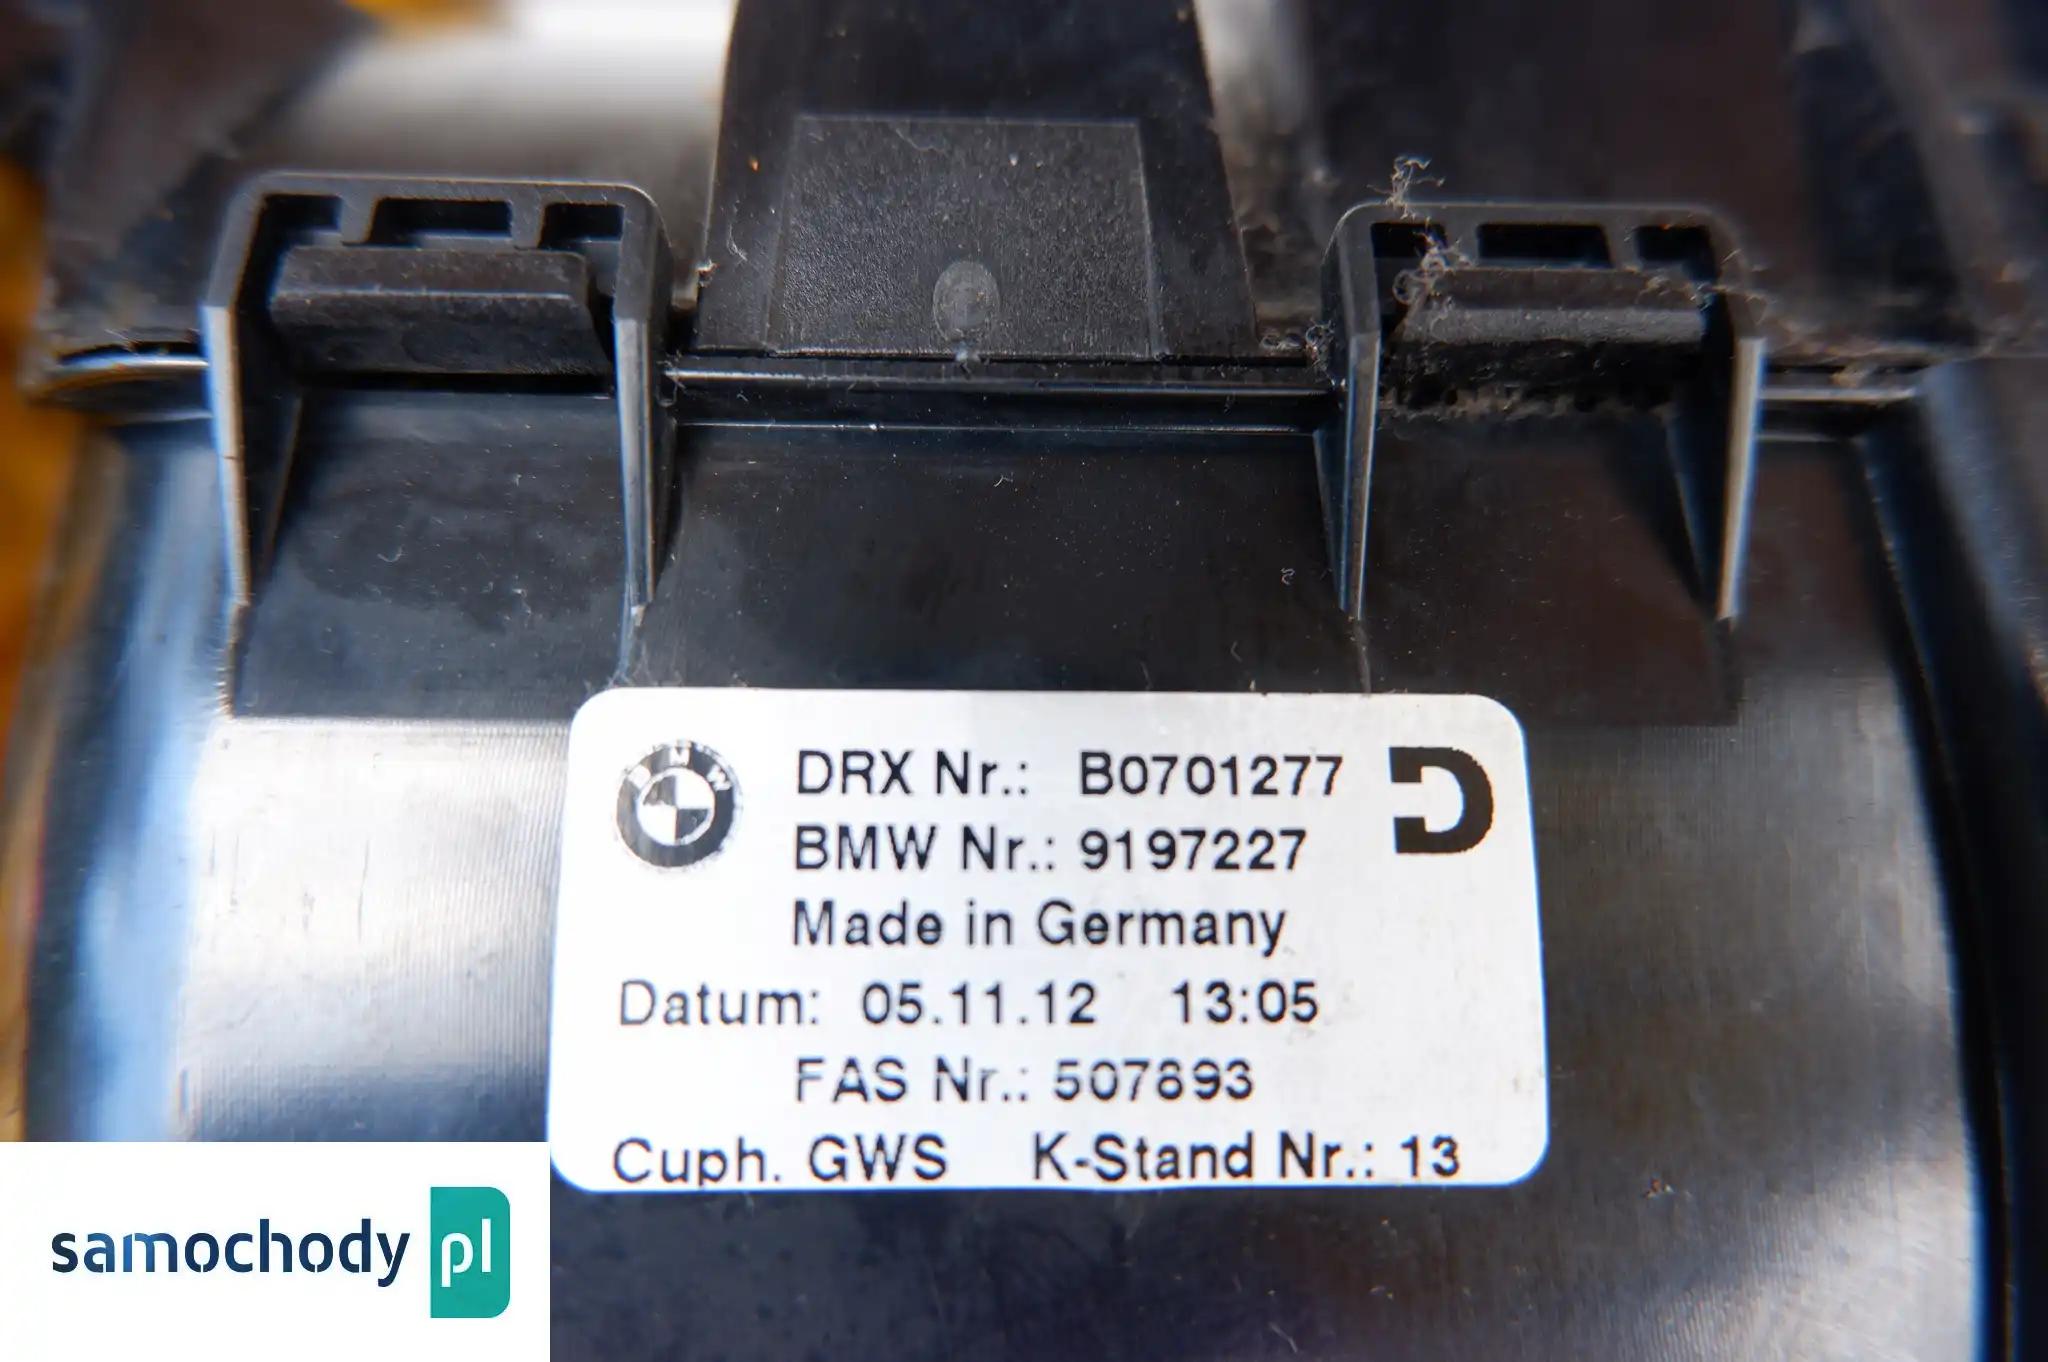 BMW
DRX Nr.: B0701277
BMW Nr.: 9197227
Made in Germany
Datum: 05.11.12 13:05
FAS Nr.: 507893
Cuph. GWS K-Stand Nr.: 13
samochody pl